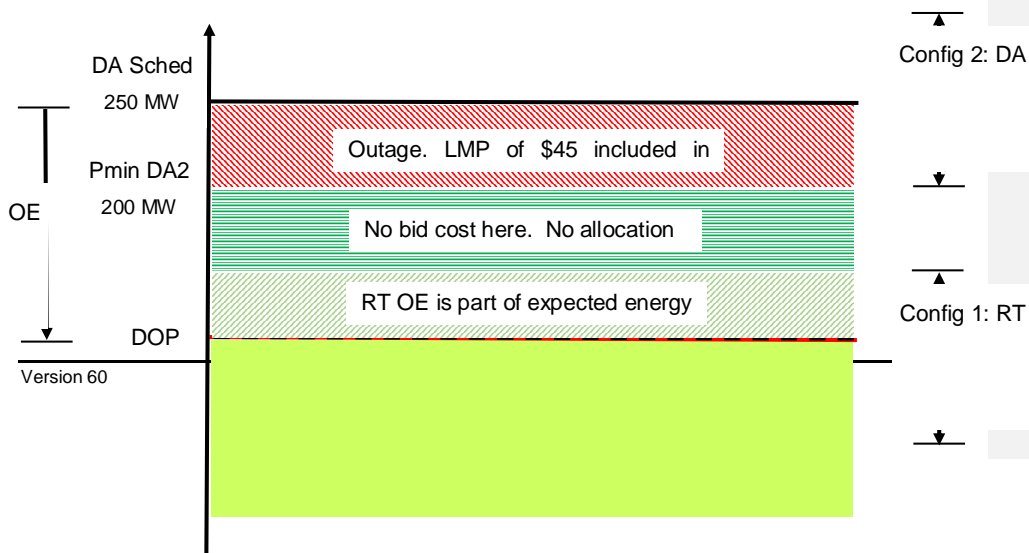 Config 2: DA
DA Sched
250 MW
Outage. LMP of $45 included in
Pmin DA2
200 MW
OE
No bid cost here. No allocation
RT OE is part of expected energy
Config 1: RT
DOP
Version 60